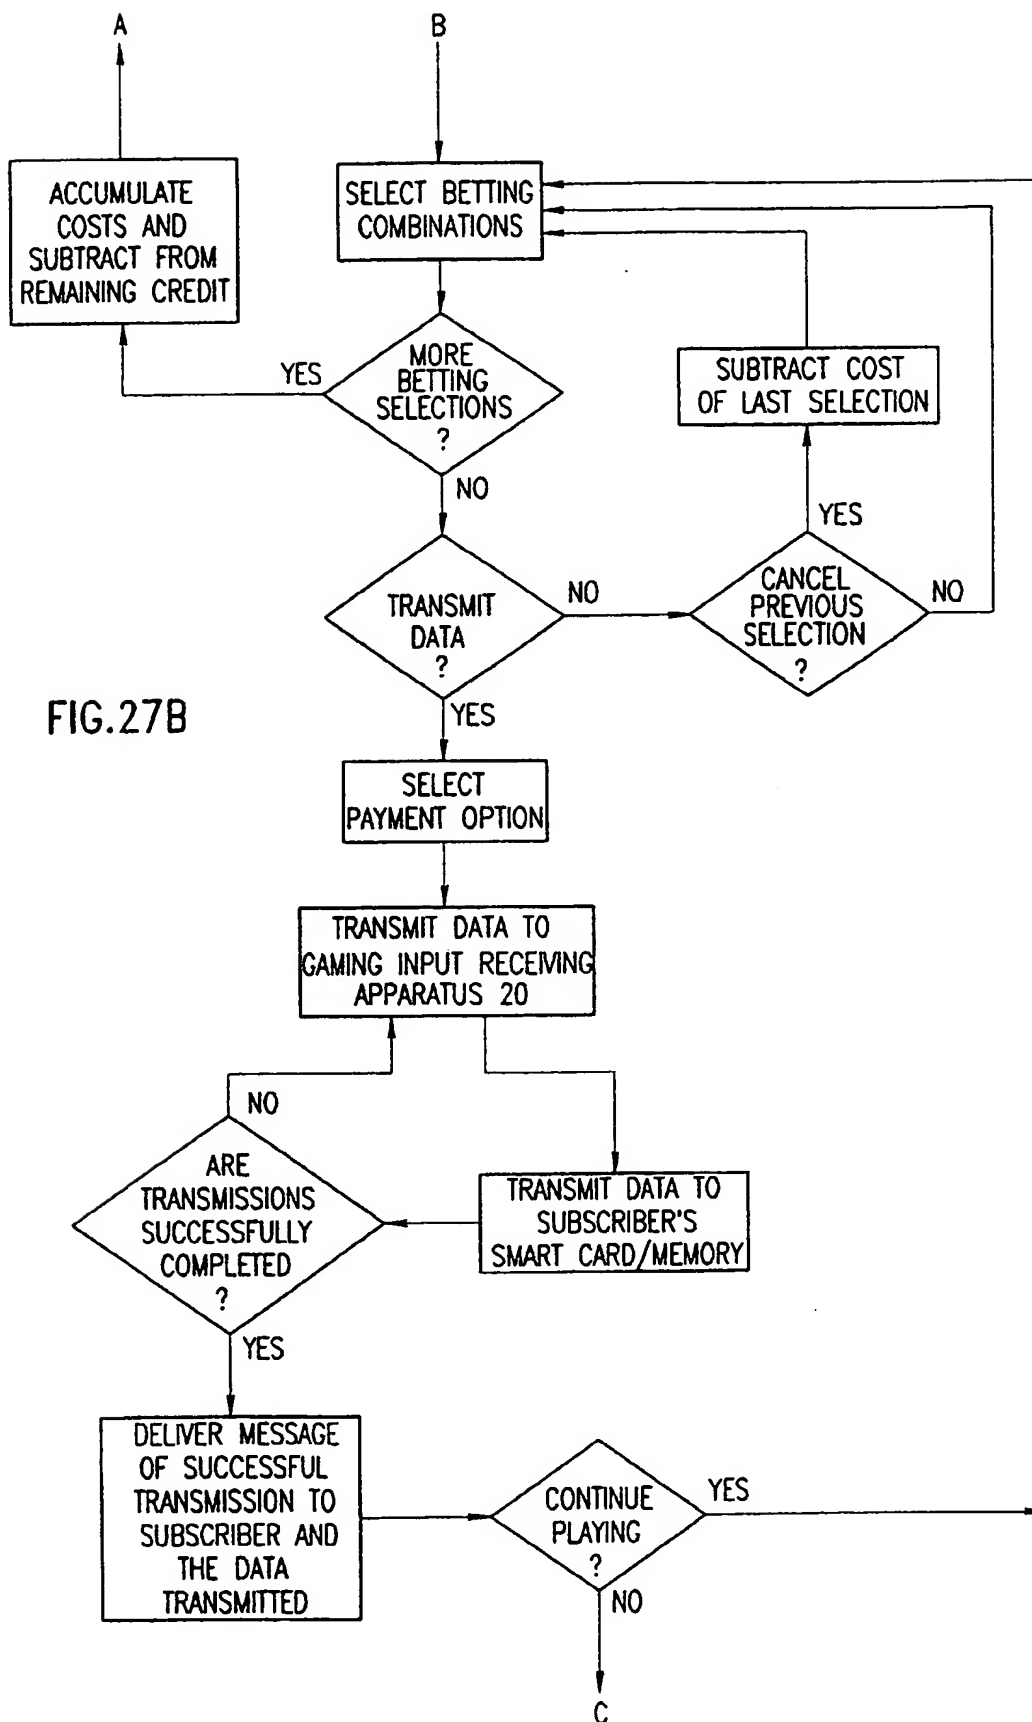 A
B
ACCUMULATE
COSTS AND
SUBTRACT FROM
REMAINING CREDIT
SELECT BETTING
COMBINATIONS
YES
MORE
BETTING
SELECTIONS
?
SUBTRACT COST
OF LAST SELECTION
NO
YES
TRANSMIT
DATA
?
NO
CANCEL
PREVIOUS
SELECTION
?
NO
FIG.27B
YES
SELECT
PAYMENT OPTION
TRANSMIT DATA TO
GAMING INPUT RECEIVING
APPARATUS 20
NO
ARE
TRANSMISSIONS
SUCCESSFULLY
COMPLETED
?
TRANSMIT DATA TO
SUBSCRIBER'S
SMART CARD/MEMORY
YES
DELIVER MESSAGE
OF SUCCESSFUL
TRANSMISSION TO
SUBSCRIBER AND
THE DATA
TRANSMITTED
CONTINUE
PLAYING
?
YES
NO
C